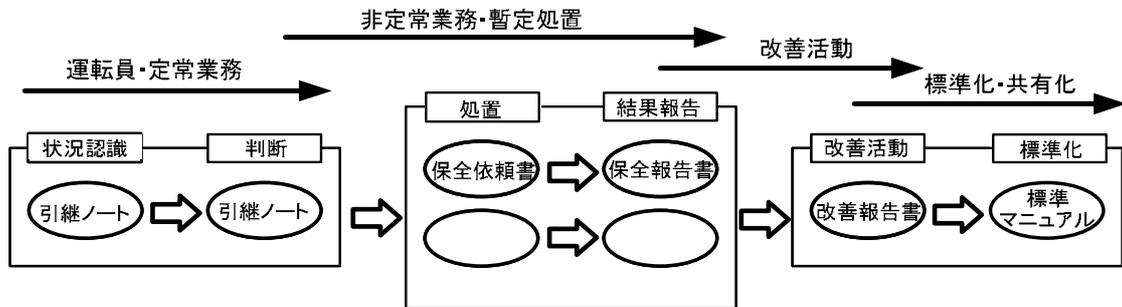 非定常業務・暫定処置
改善活動
運転員・定常業務
標準化・共有化
状況認識
判断
処置
結果報告
改善活動
標準化
引継ノート
引継ノート
保全依頼書
保全報告書
改善報告書
標準
マニュアル